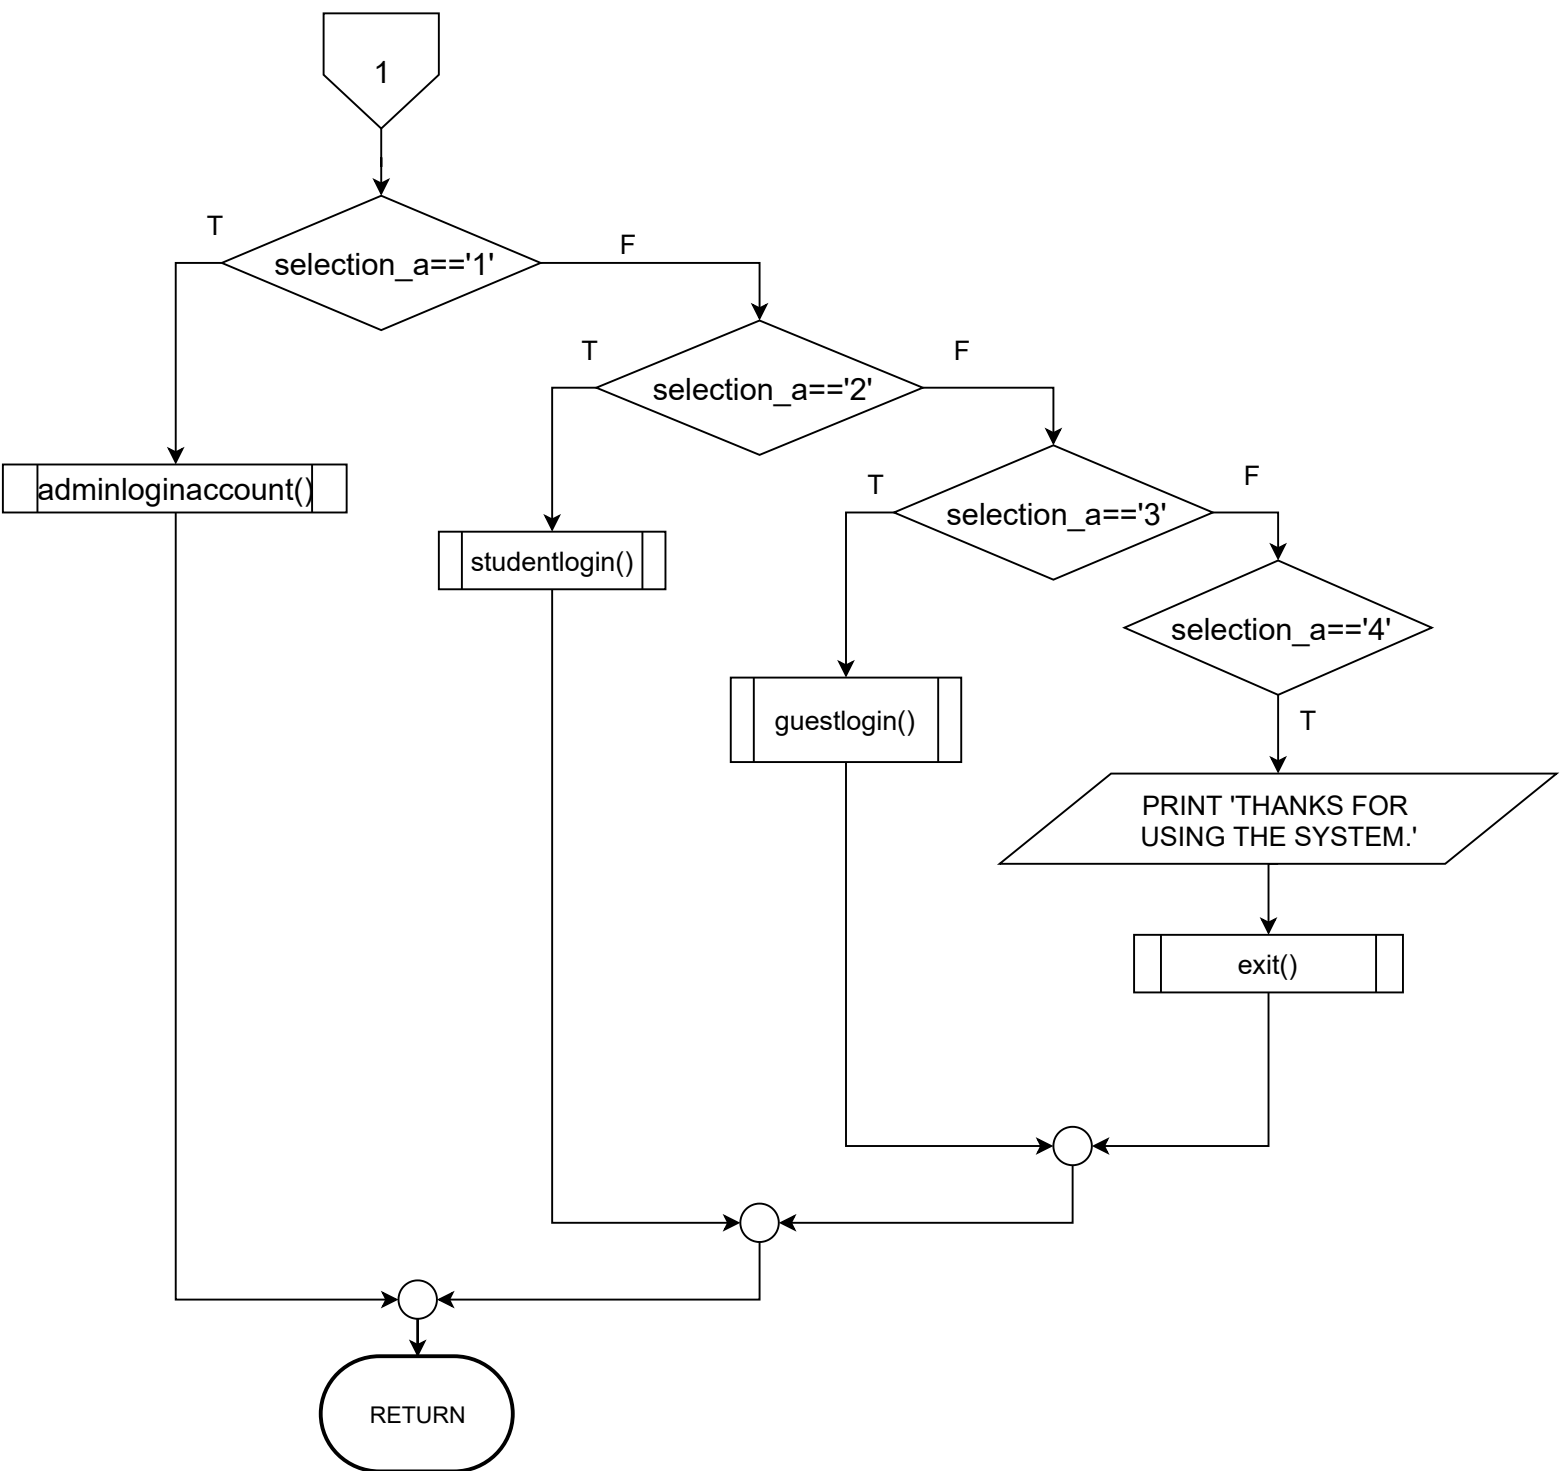 1
T
selection_a=='1'
F
T
selection_a=='2'
F
adminloginaccount()
T
selection_a=='3'
F
studentlogin()
selection_a=='4'
guestlogin()
T
PRINT 'THANKS FOR
USING THE SYSTEM.'
exit()
RETURN